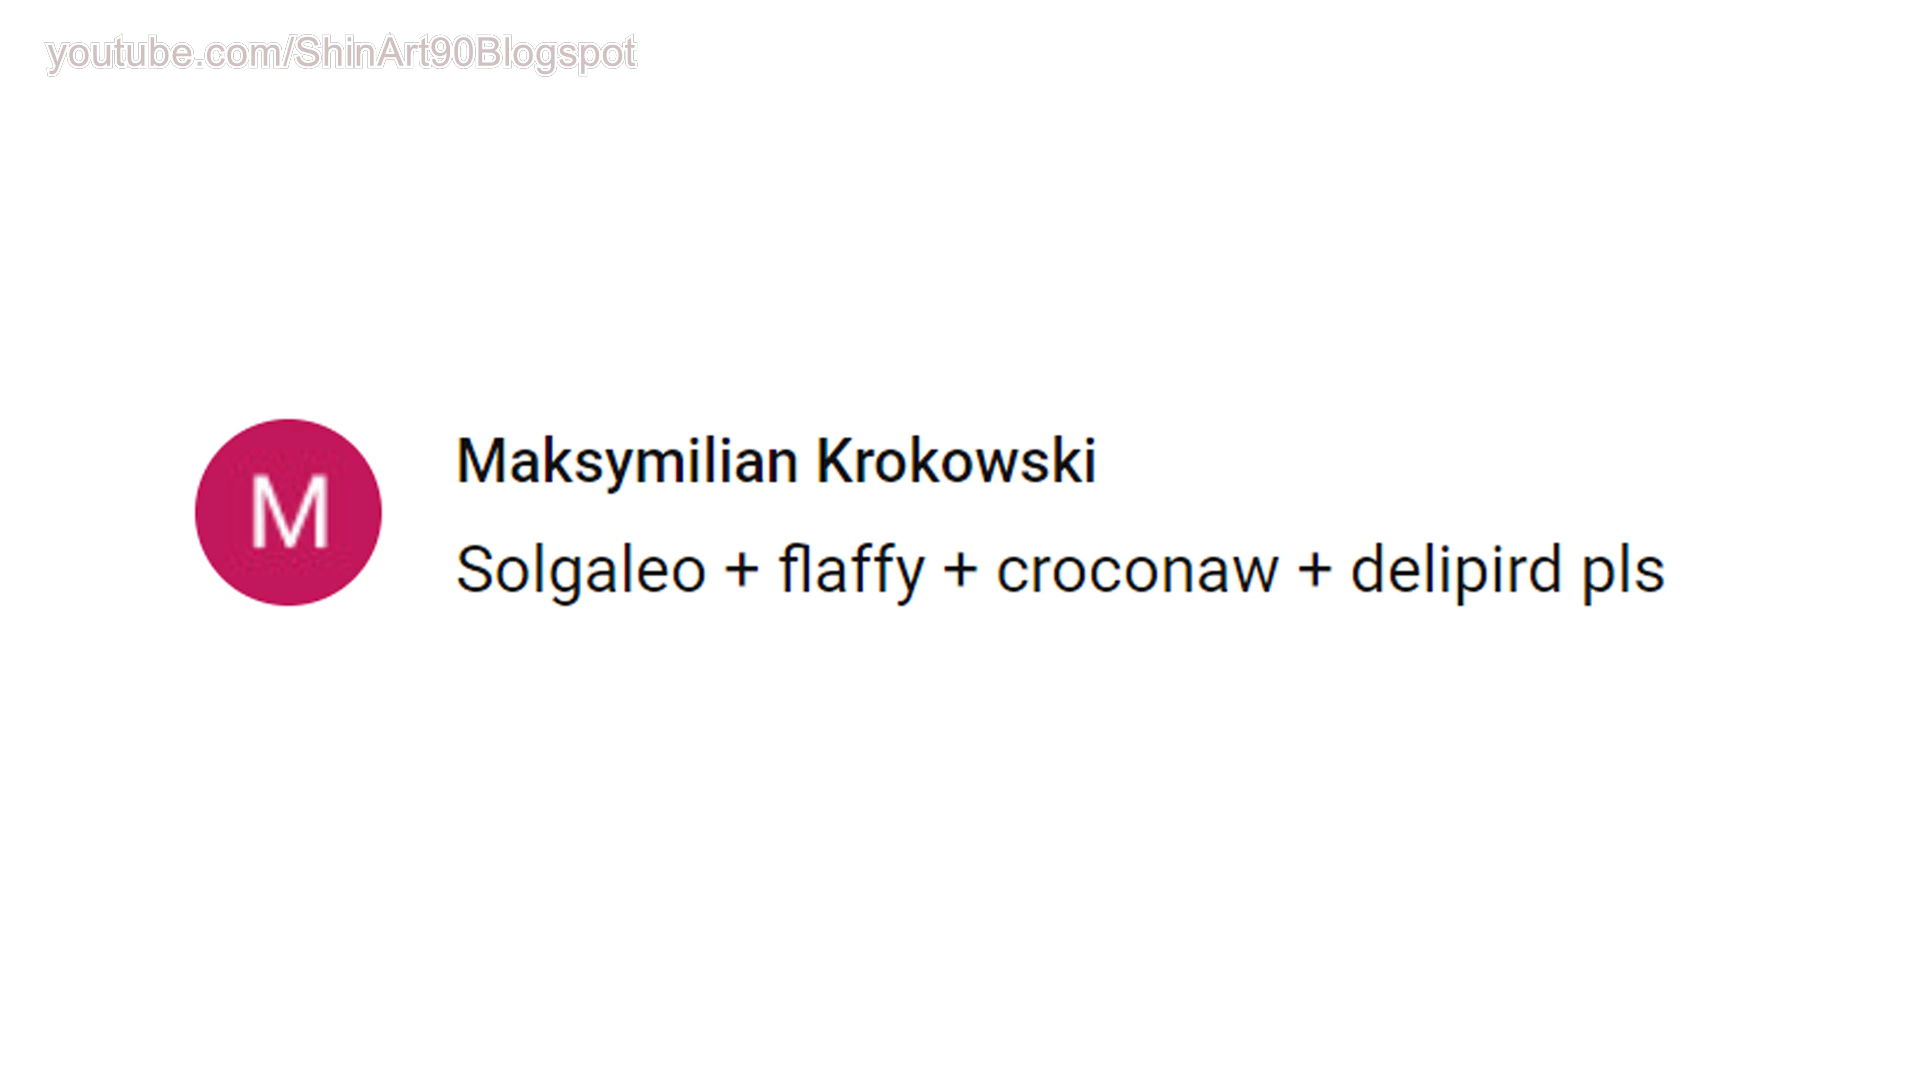 youtube.com/ShinArt90Blogspot
M
Maksymilian Krokowski
Solgaleo + flaffy + croconaw + delipird pls